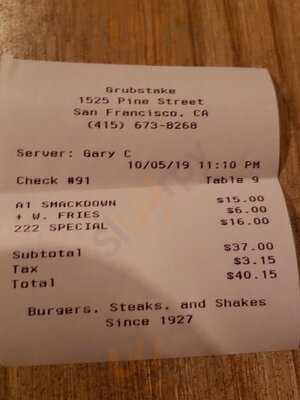 Grubstake
1525 Pine Street
San Francisco, CA
(415) 673-8268
Server: Gary C
10/05/19 11:10 PM
Check #91 Table 9
A1 SMACKDOWN $15.00
+ W. FRIES $6.00
222 SPECIAL $16.00
Subtotal $37.00
Tax $3.15
Total $40.15
Burgers, Steaks, and Shakes
Since 1927